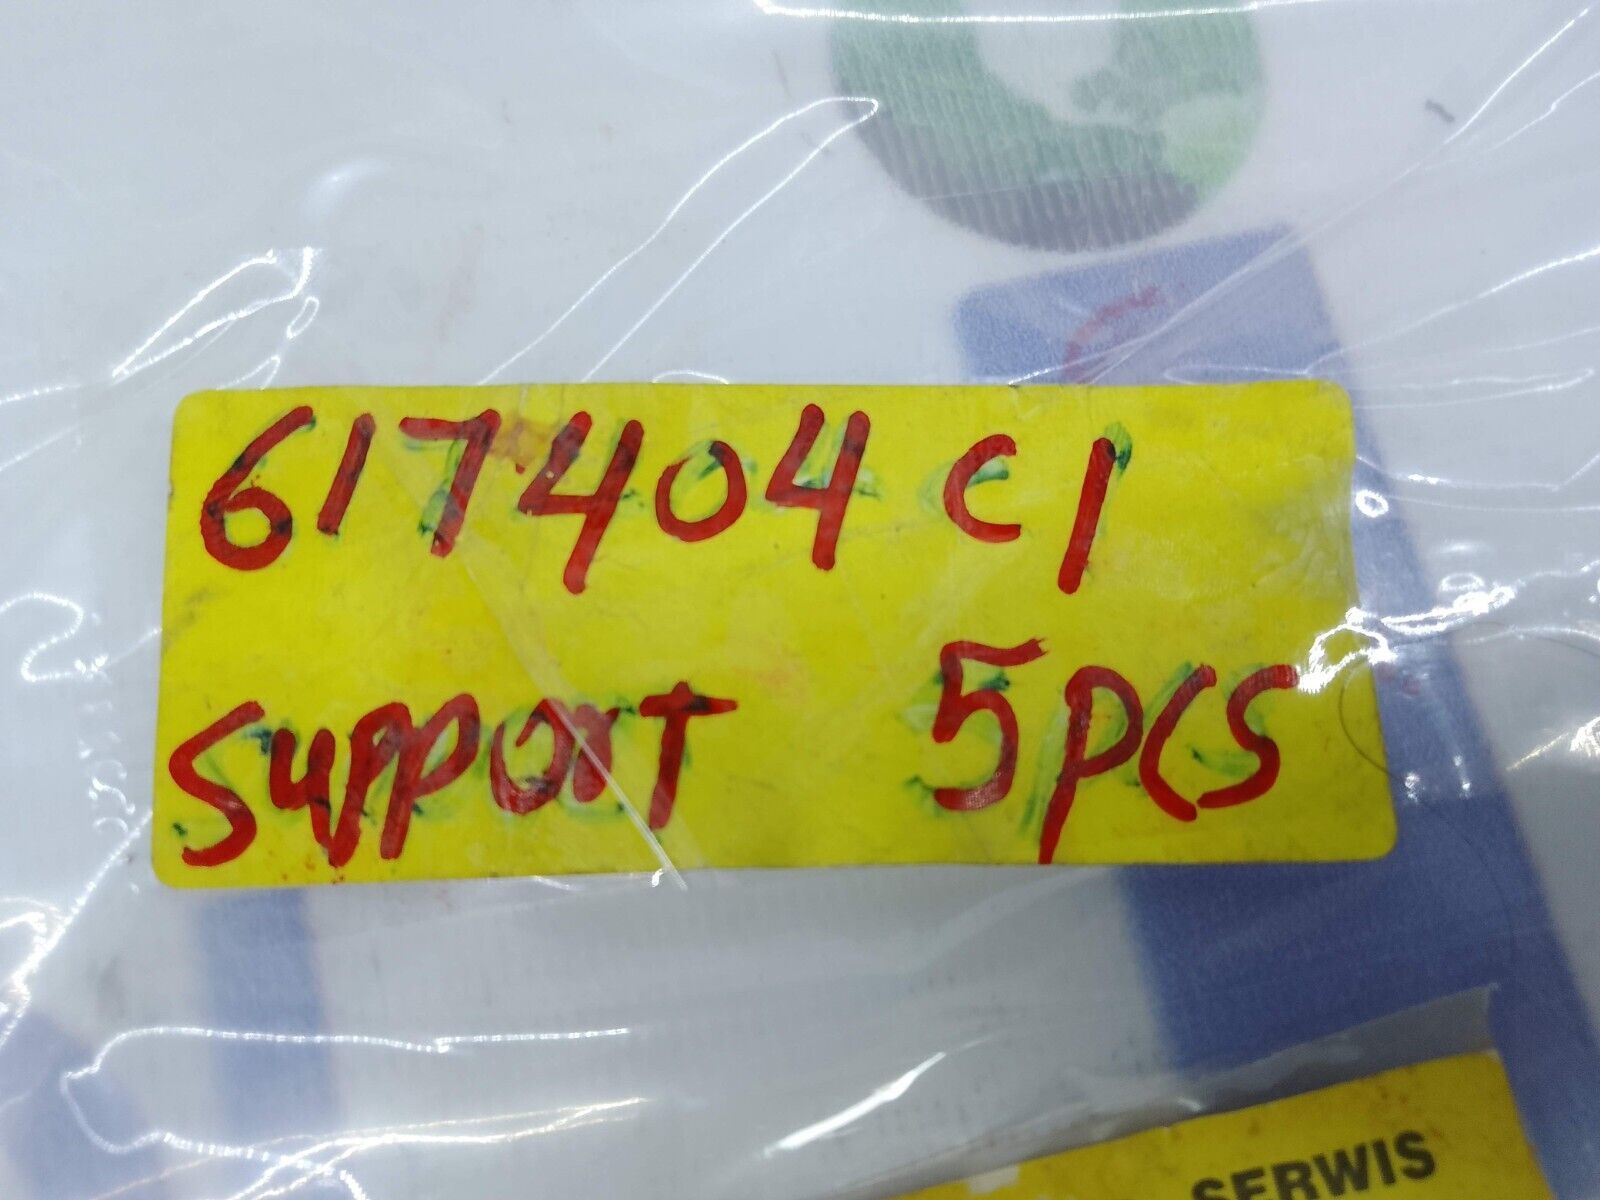 617404 C1
Support 5pcs
SERWIS